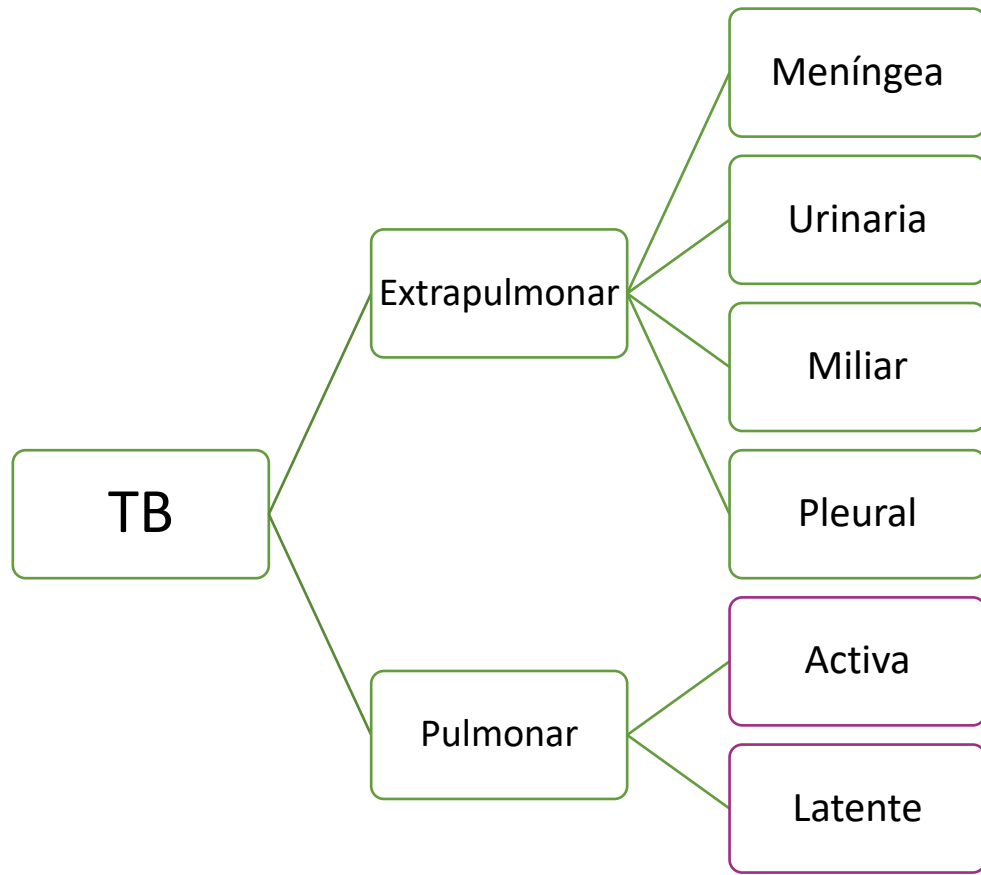 TB
Extrapulmonar
Meníngea
Urinaria
Miliar
Pleural
Pulmonar
Activa
Latente